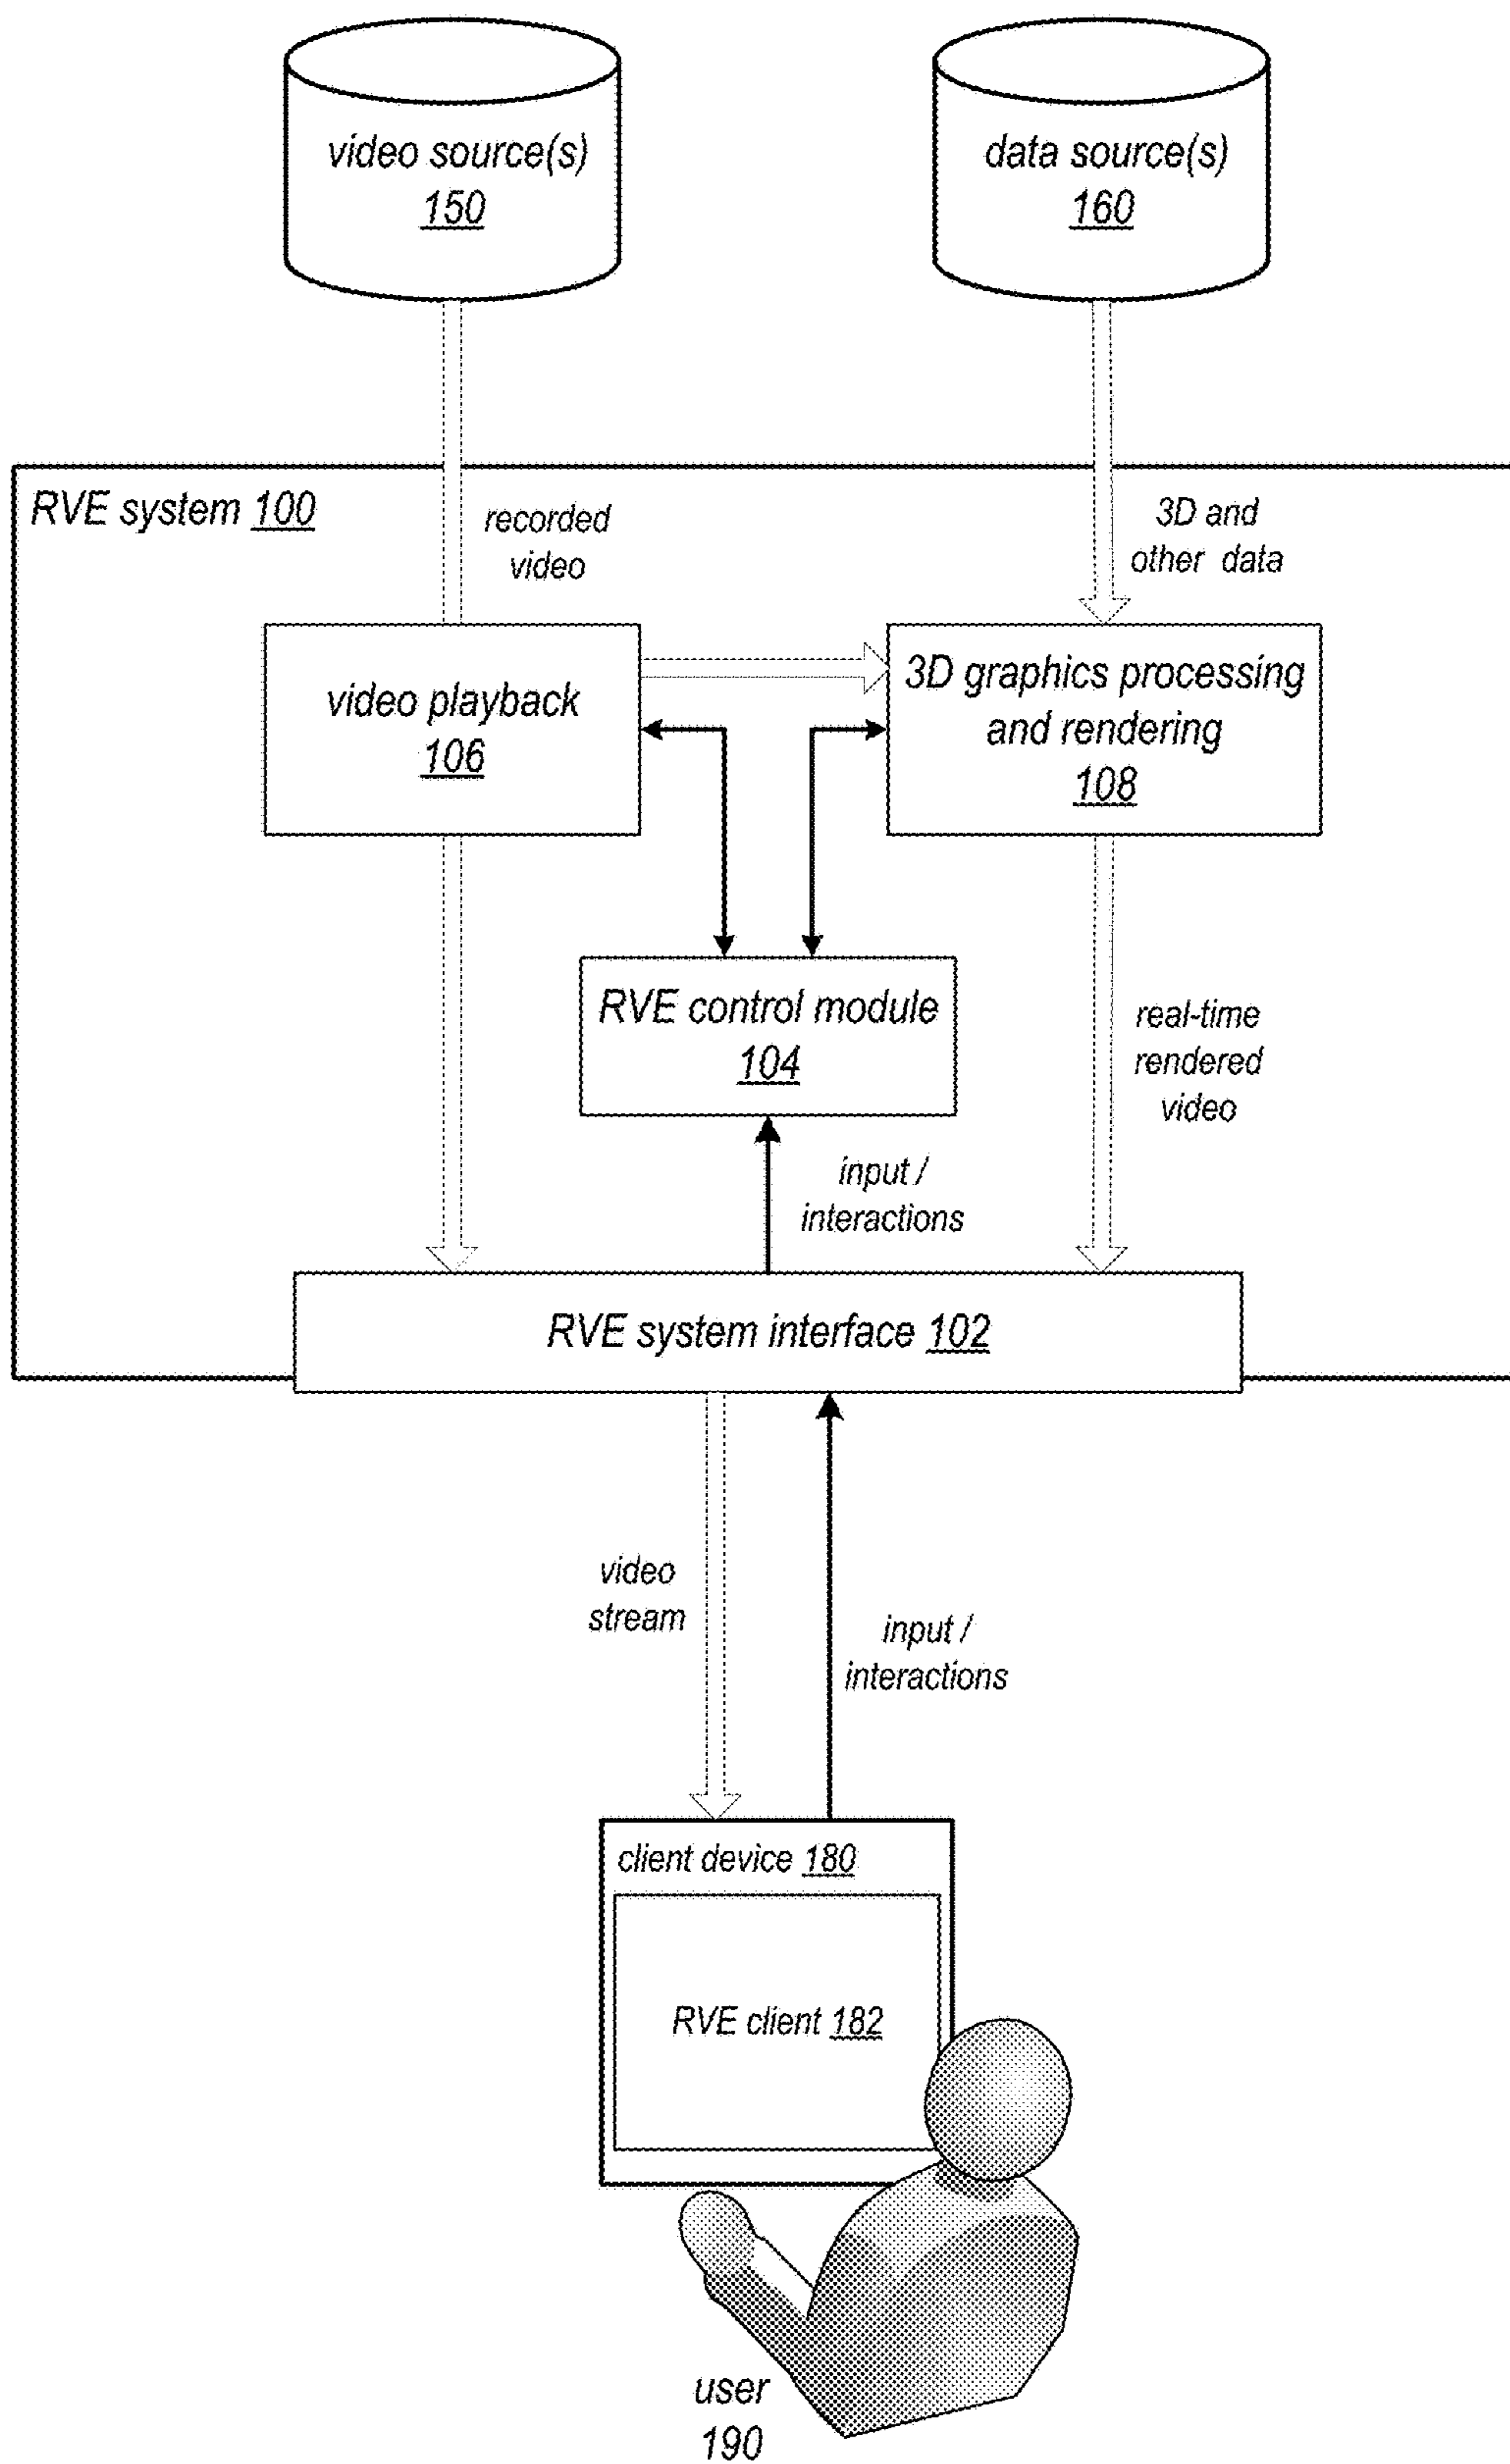 video source(s)
150
data source(s)
160
RVE system 100
recorded
video
3D and
other data
video playback
106
3D graphics processing
and rendering
108
RVE control module
104
real-time
rendered
video
input /
interactions
RVE system interface 102
video
stream
input /
interactions
client device 180
RVE client 182
user
190